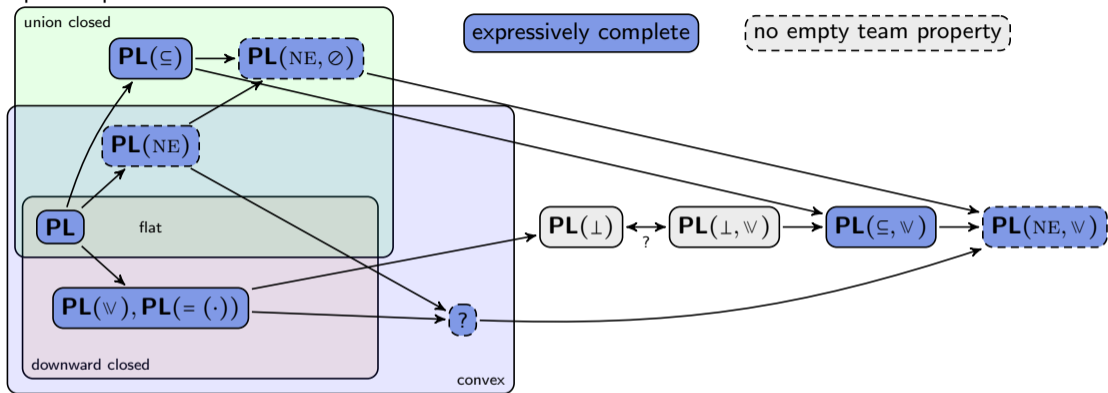 union closed
expressively complete
no empty team property
PL(⊆)
PL(NE, ⊘)
PL(NE)
PL
flat
PL(⊥)
?
PL(⊥, ⩔)
PL(⊆, ⩔)
PL(NE, ⩔)
PL(⩔), PL(= (·))
?
downward closed
convex